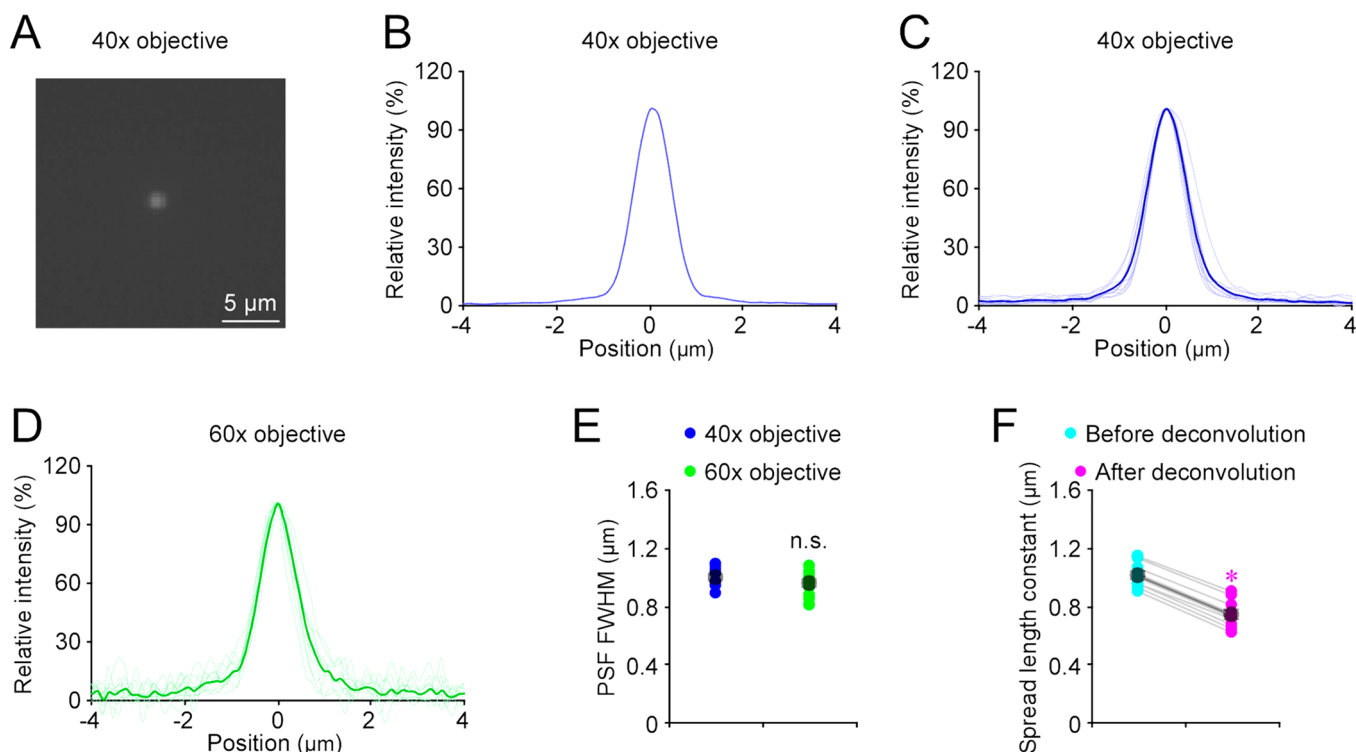 A
40x objective
5 µm
B
40x objective
Relative intensity (%)
120
90
60
30
0
-4
-2
0
2
4
Position (µm)
C
40x objective
Relative intensity (%)
120
90
60
30
0
-4
-2
0
2
4
Position (µm)
D
60x objective
Relative intensity (%)
120
90
60
30
0
-4
-2
0
2
4
Position (µm)
E
40x objective
60x objective
PSF FWHM (µm)
1.6
1.2
0.8
0.4
0
n.s.
F
Before deconvolution
After deconvolution
Spread length constant (µm)
1.6
1.2
0.8
0.4
0
*